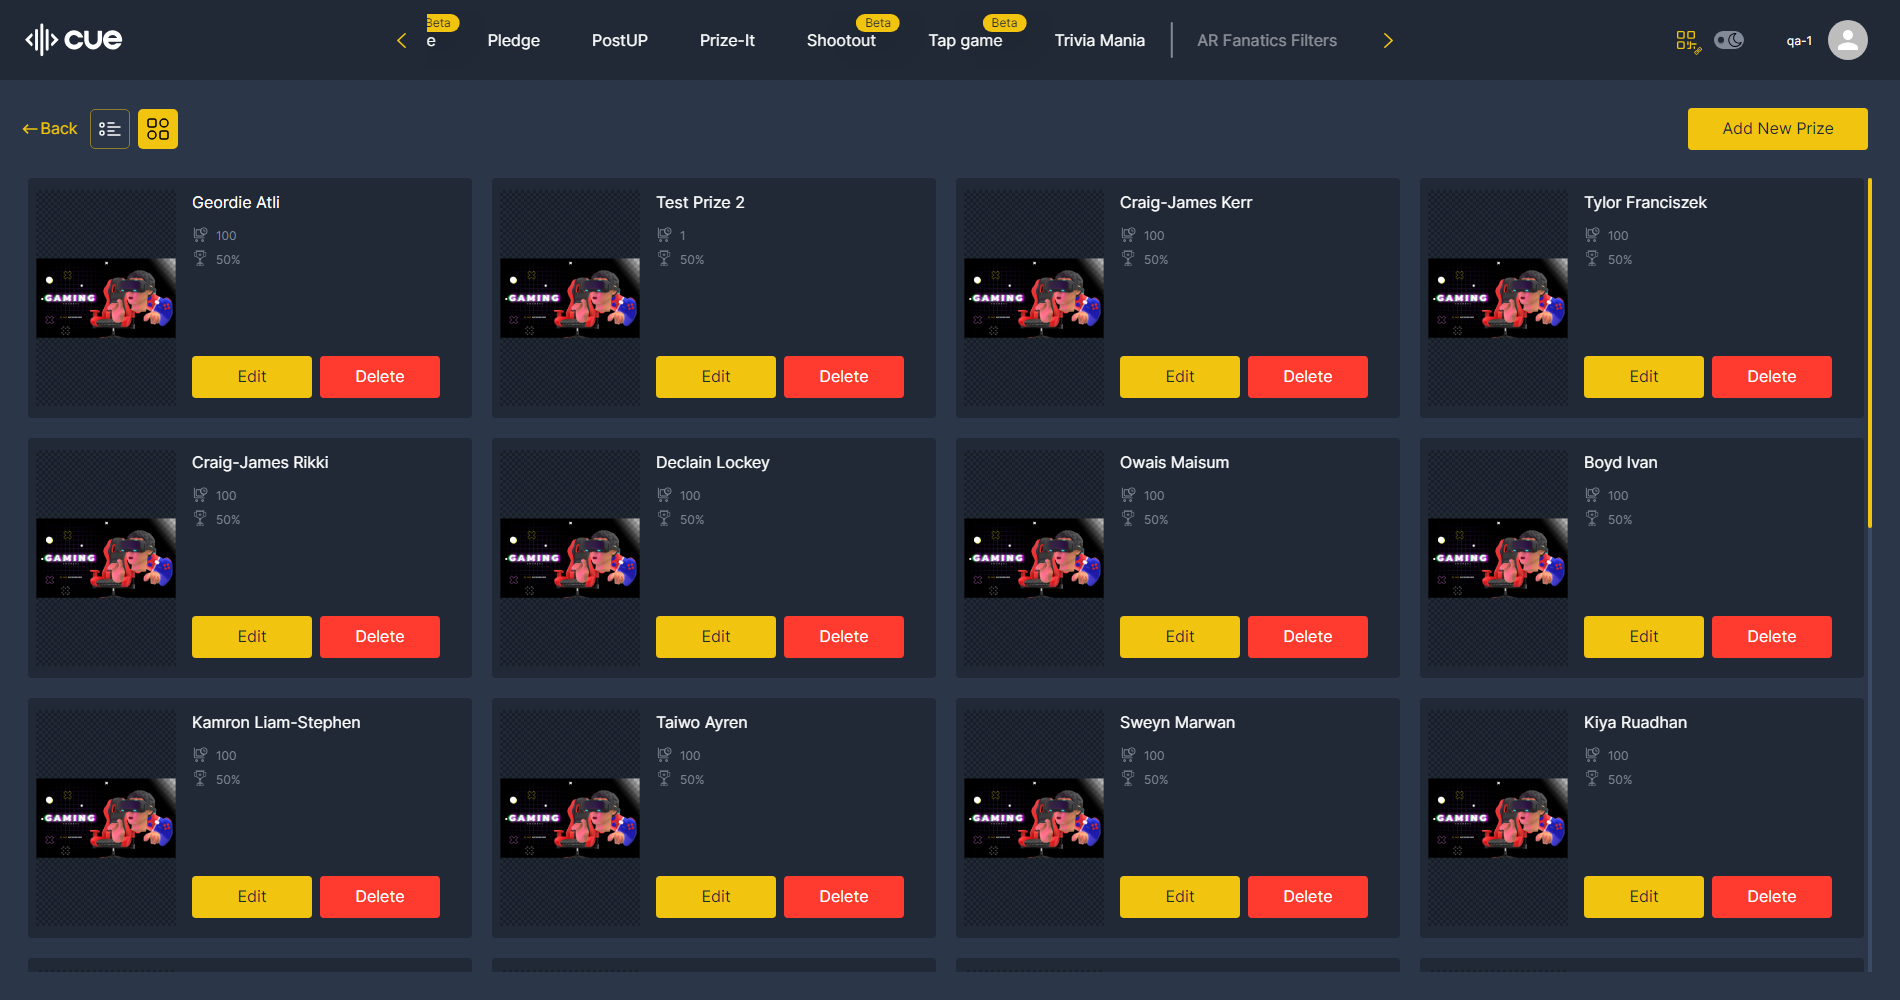 cue
e
Beta
Pledge
PostUP
Prize-It
Shootout
Beta
Tap game
Beta
Trivia Mania
AR Fanatics Filters
qa-1
Back
Add New Prize
Geordie Atli
100
50%
GAMING
Edit
Delete
Test Prize 2
1
50%
GAMING
Edit
Delete
Craig-James Kerr
100
50%
GAMING
Edit
Delete
Tylor Franciszek
100
50%
GAMING
Edit
Delete
Craig-James Rikki
100
50%
GAMING
Edit
Delete
Declain Lockey
100
50%
GAMING
Edit
Delete
Owais Maisum
100
50%
GAMING
Edit
Delete
Boyd Ivan
100
50%
GAMING
Edit
Delete
Kamron Liam-Stephen
100
50%
GAMING
Edit
Delete
Taiwo Ayren
100
50%
GAMING
Edit
Delete
Sweyn Marwan
100
50%
GAMING
Edit
Delete
Kiya Ruadhan
100
50%
GAMING
Edit
Delete